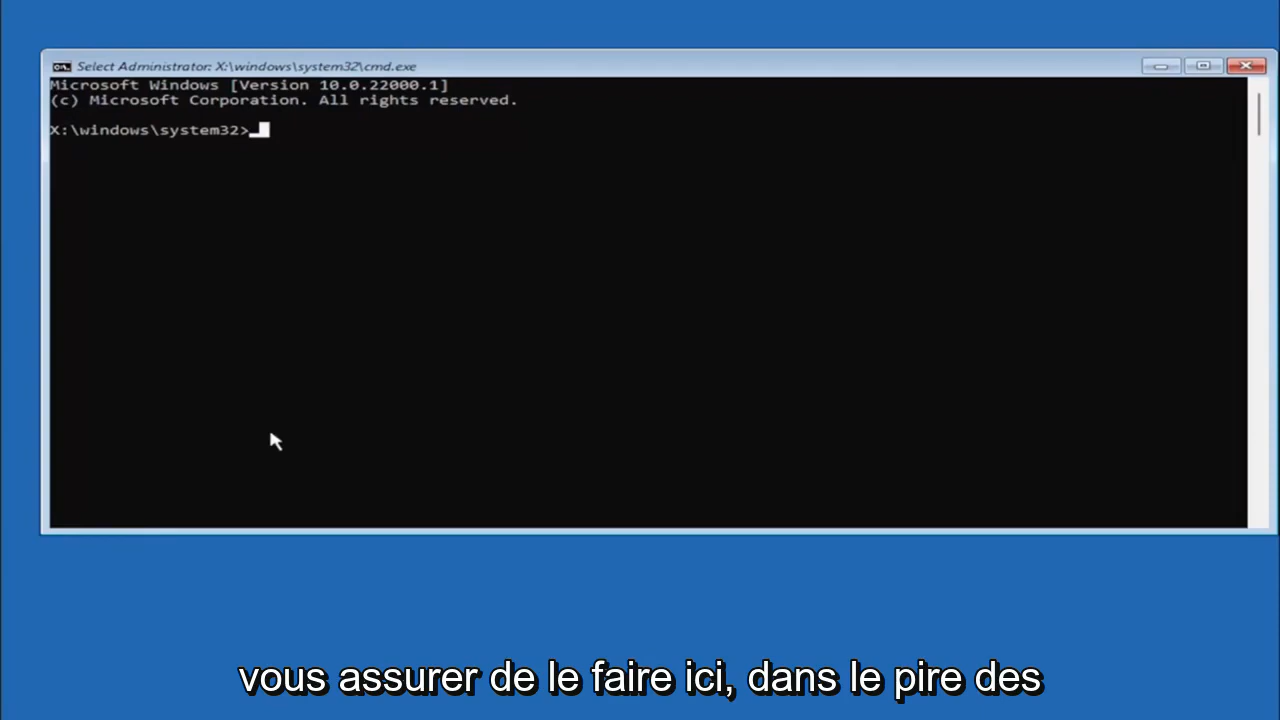 Select Administrator: X:\windows\system32\cmd.exe
Microsoft Windows [Version 10.0.22000.1]
(c) Microsoft Corporation. All rights reserved.
X:\windows\system32>
vous assurer de le faire ici, dans le pire des